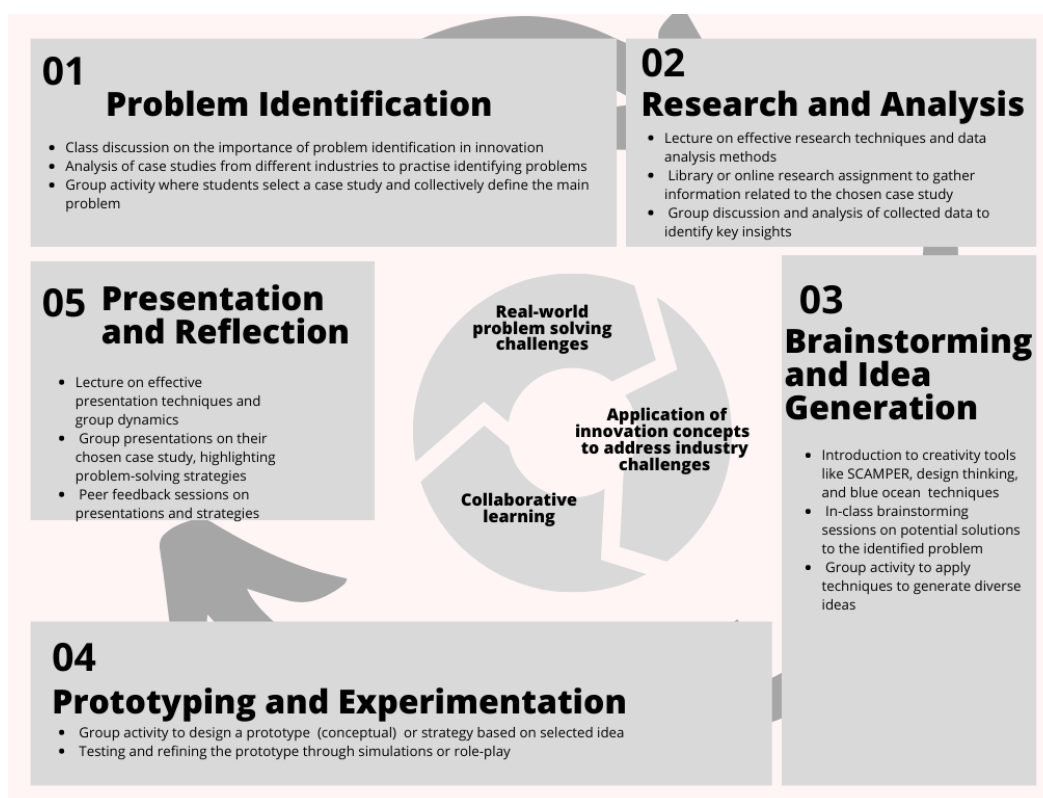 01
Problem Identification
• Class discussion on the importance of problem identification in innovation
• Analysis of case studies from different industries to practise identifying problems
• Group activity where students select a case study and collectively define the main
problem
02
Research and Analysis
• Lecture on effective research techniques and data
analysis methods
• Library or online research assignment to gather
information related to the chosen case study
• Group discussion and analysis of collected data to
identify key insights
03
Brainstorming
and Idea
Generation
• Introduction to creativity tools
like SCAMPER, design thinking,
and blue ocean techniques
• In-class brainstorming
sessions on potential solutions
to the identified problem
• Group activity to apply
techniques to generate diverse
ideas
04
Prototyping and Experimentation
• Group activity to design a prototype (conceptual) or strategy based on selected idea
• Testing and refining the prototype through simulations or role-play
05
Presentation
and Reflection
• Lecture on effective
presentation techniques and
group dynamics
• Group presentations on their
chosen case study, highlighting
problem-solving strategies
• Peer feedback sessions on
presentations and strategies
Real-world
problem solving
challenges
Application of
innovation concepts
to address industry
challenges
Collaborative
learning